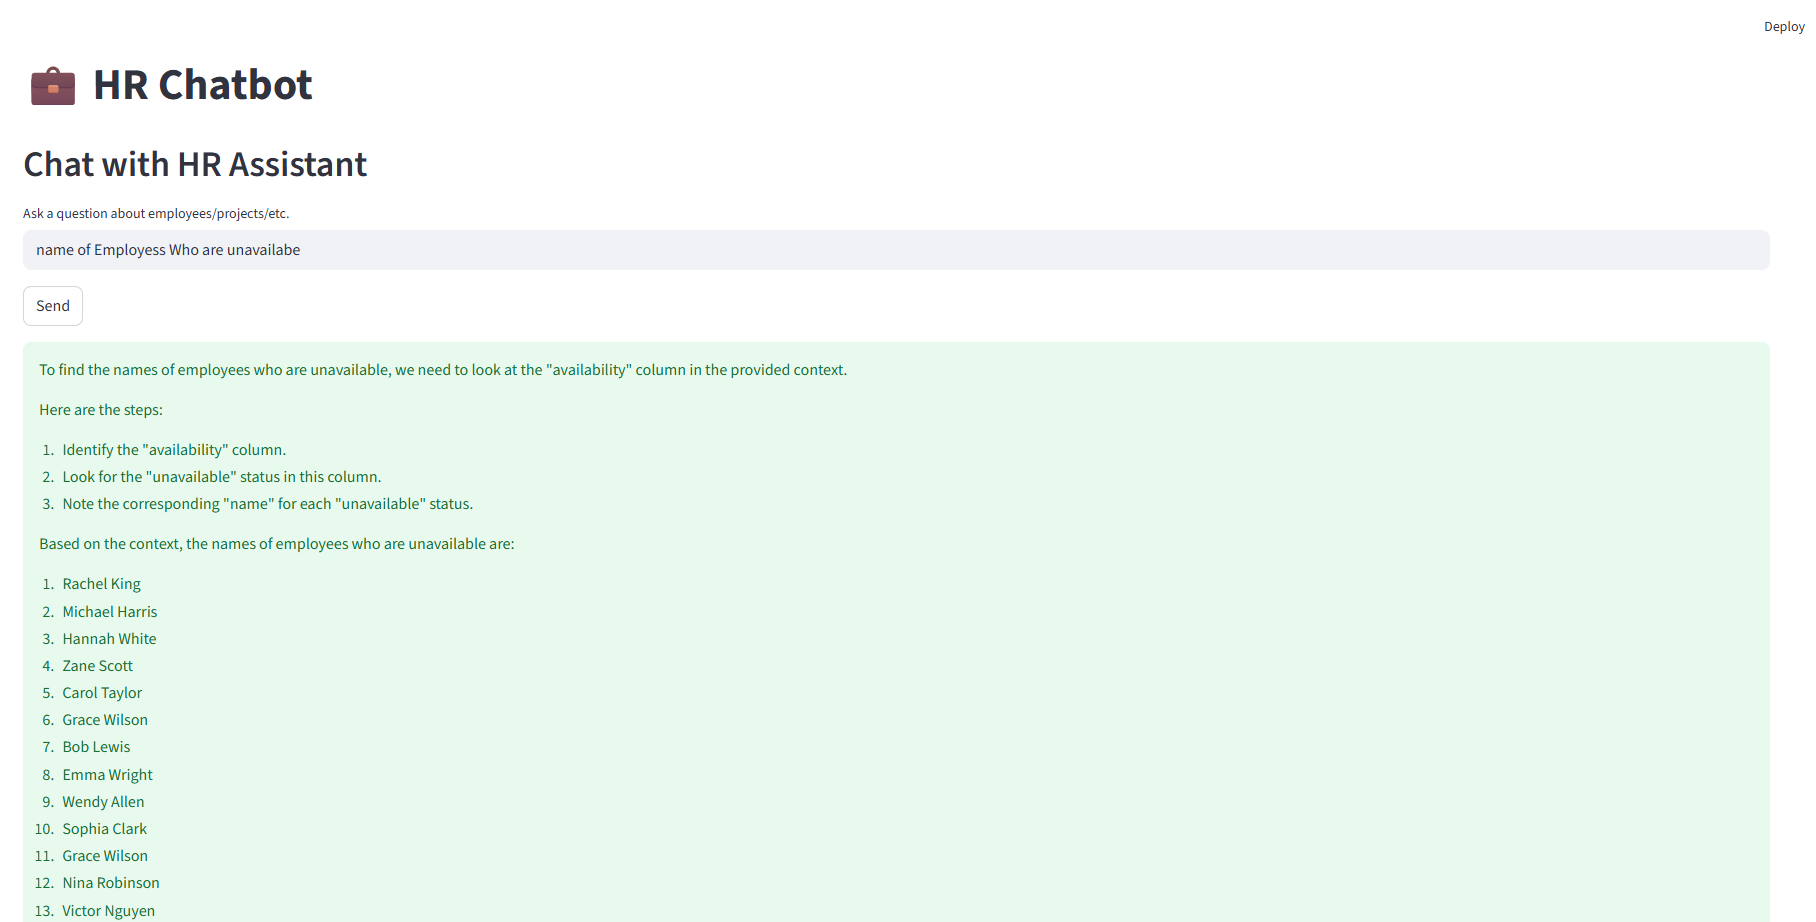 Deploy
HR Chatbot
Chat with HR Assistant
Ask a question about employees/projects/etc.
name of Employess Who are unavailabe
Send
To find the names of employees who are unavailable, we need to look at the "availability" column in the provided context.
Here are the steps:
1. Identify the "availability" column.
2. Look for the "unavailable" status in this column.
3. Note the corresponding "name" for each "unavailable" status.
Based on the context, the names of employees who are unavailable are:
1. Rachel King
2. Michael Harris
3. Hannah White
4. Zane Scott
5. Carol Taylor
6. Grace Wilson
7. Bob Lewis
8. Emma Wright
9. Wendy Allen
10. Sophia Clark
11. Grace Wilson
12. Nina Robinson
13. Victor Nguyen